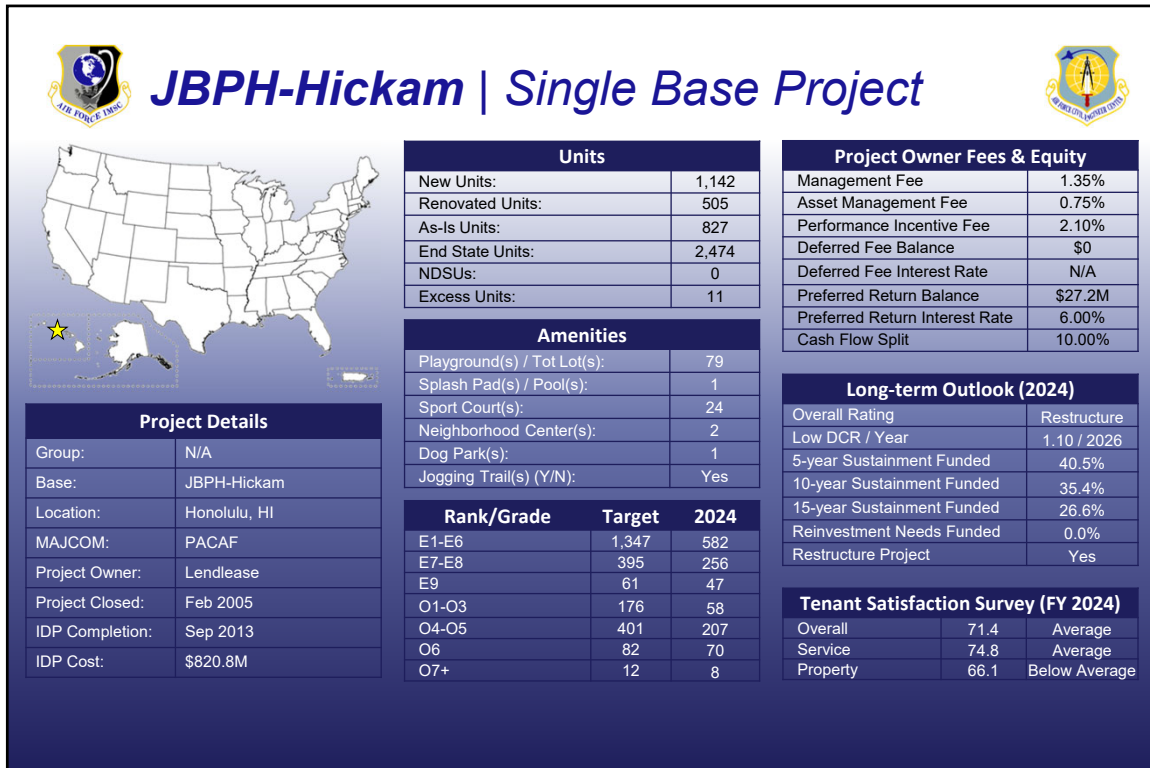 AIR FORCE IMSC
JBPH-Hickam | Single Base Project
AIR FORCE CIVIL ENGINEER CENTER
Project Details
Group: N/A
Base: JBPH-Hickam
Location: Honolulu, HI
MAJCOM: PACAF
Project Owner: Lendlease
Project Closed: Feb 2005
IDP Completion: Sep 2013
IDP Cost: $820.8M
Units
New Units: 1,142
Renovated Units: 505
As-Is Units: 827
End State Units: 2,474
NDSUs: 0
Excess Units: 11
Amenities
Playground(s) / Tot Lot(s): 79
Splash Pad(s) / Pool(s): 1
Sport Court(s): 24
Neighborhood Center(s): 2
Dog Park(s): 1
Jogging Trail(s) (Y/N): Yes
Rank/Grade Target 2024
E1-E6 1,347 582
E7-E8 395 256
E9 61 47
O1-O3 176 58
O4-O5 401 207
O6 82 70
O7+ 12 8
Project Owner Fees & Equity
Management Fee 1.35%
Asset Management Fee 0.75%
Performance Incentive Fee 2.10%
Deferred Fee Balance $0
Deferred Fee Interest Rate N/A
Preferred Return Balance $27.2M
Preferred Return Interest Rate 6.00%
Cash Flow Split 10.00%
Long-term Outlook (2024)
Overall Rating Restructure
Low DCR / Year 1.10 / 2026
5-year Sustainment Funded 40.5%
10-year Sustainment Funded 35.4%
15-year Sustainment Funded 26.6%
Reinvestment Needs Funded 0.0%
Restructure Project Yes
Tenant Satisfaction Survey (FY 2024)
Overall 71.4 Average
Service 74.8 Average
Property 66.1 Below Average